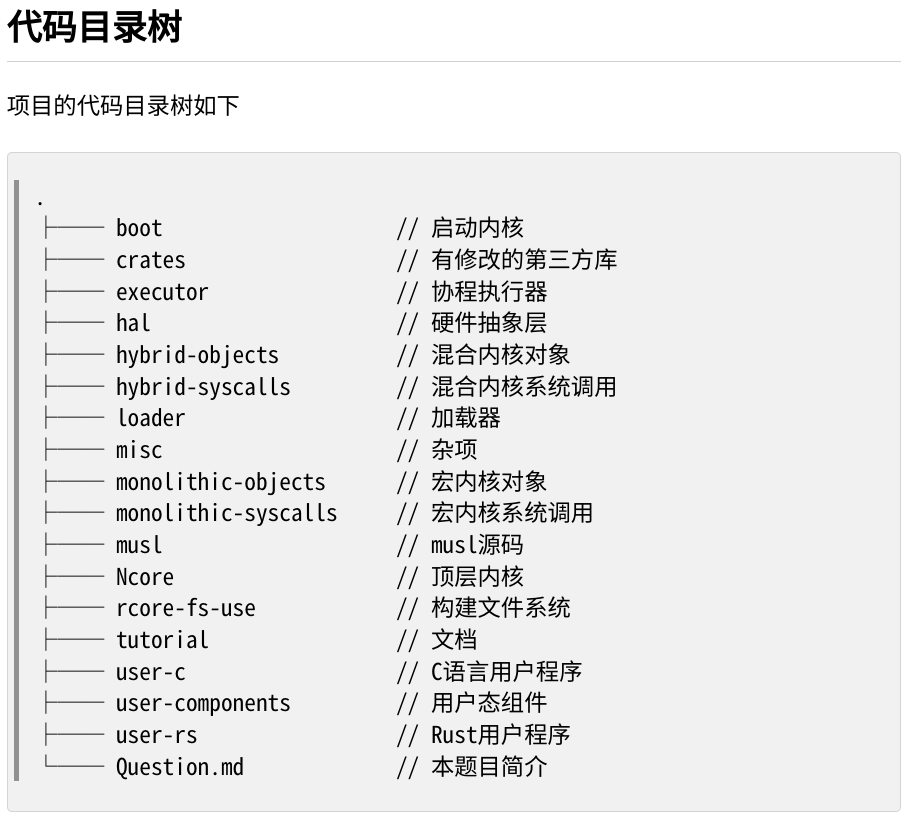 代码目录树
项目的代码目录树如下
.
├── boot // 启动内核
├── crates // 有修改的第三方库
├── executor // 协程执行器
├── hal // 硬件抽象层
├── hybrid-objects // 混合内核对象
├── hybrid-syscalls // 混合内核系统调用
├── loader // 加载器
├── misc // 杂项
├── monolithic-objects // 宏内核对象
├── monolithic-syscalls // 宏内核系统调用
├── musl // musl源码
├── Ncore // 顶层内核
├── rcore-fs-use // 构建文件系统
├── tutorial // 文档
├── user-c // C语言用户程序
├── user-components // 用户态组件
├── user-rs // Rust用户程序
└── Question.md // 本题目简介